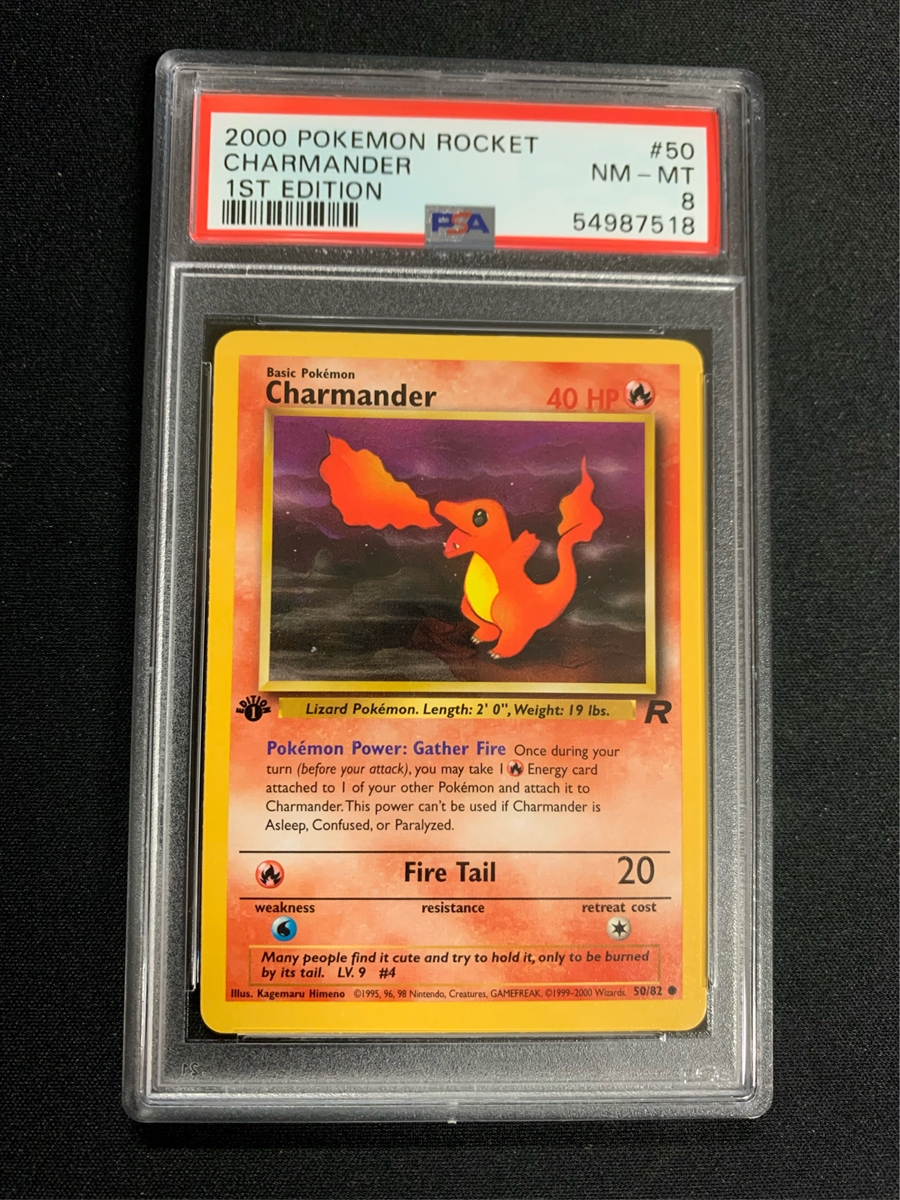 2000 POKEMON ROCKET #50
CHARMANDER NM - MT
1ST EDITION 8
PSA 54987518
Basic Pokémon
Charmander 40 HP
EDITION 1
Lizard Pokémon. Length: 2' 0", Weight: 19 lbs. R
Pokémon Power: Gather Fire Once during your
turn (before your attack), you may take 1 Energy card
attached to 1 of your other Pokémon and attach it to
Charmander. This power can't be used if Charmander is
Asleep, Confused, or Paralyzed.
Fire Tail 20
weakness resistance retreat cost
Many people find it cute and try to hold it, only to be burned
by its tail. LV. 9 #4
Illus. Kagemaru Himeno ©1995, 96, 98 Nintendo, Creatures, GAMEFREAK. ©1999-2000 Wizards. 50/82